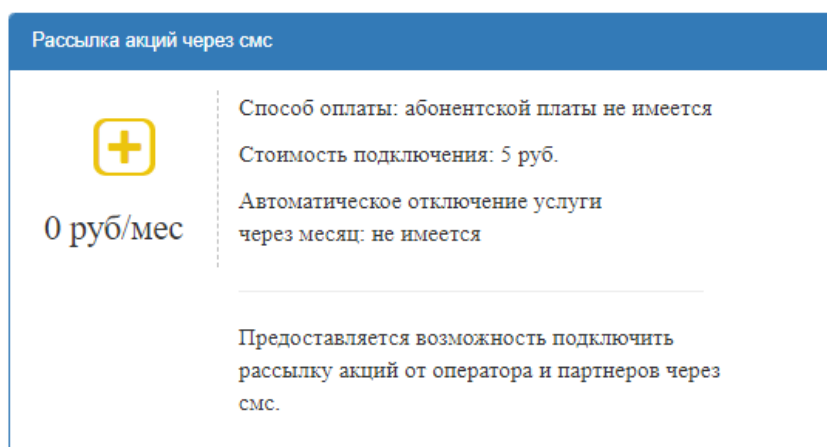 Рассылка акций через смс
0 руб/мес
Способ оплаты: абонентской платы не имеется
Стоимость подключения: 5 руб.
Автоматическое отключение услуги
через месяц: не имеется
Предоставляется возможность подключить
рассылку акций от оператора и партнеров через
смс.